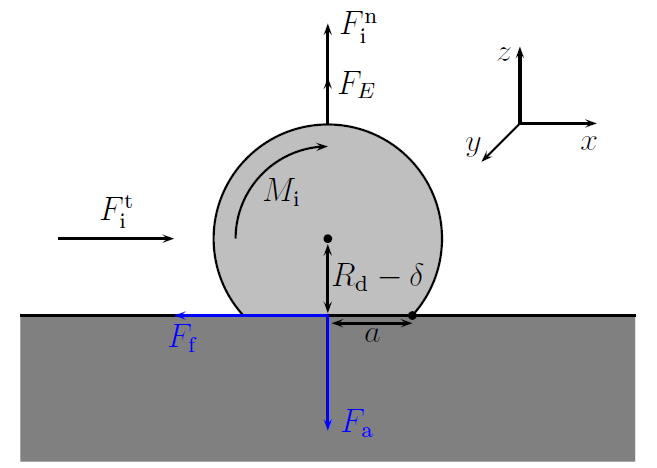 F_i^n
F_E
z
y
x
M_i
F_i^t
R_d − δ
a
F_f
F_a